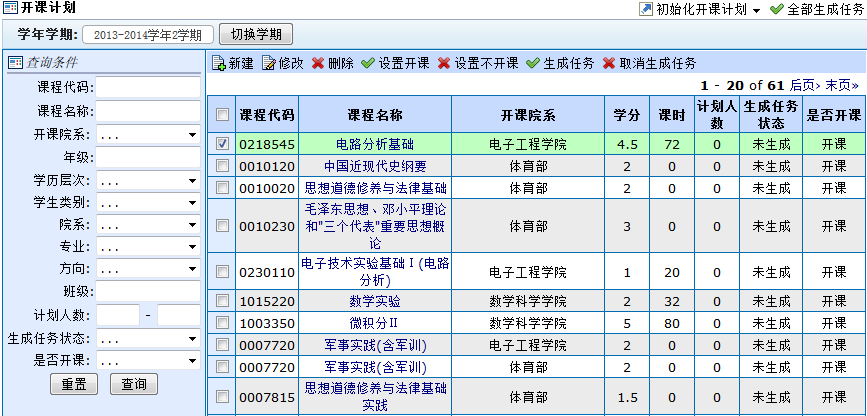 开课计划
初始化开课计划 全部生成任务
学年学期: 2013-2014学年2学期 切换学期
查询条件
课程代码:
课程名称:
开课院系: ...
年级:
学历层次: ...
学生类别: ...
院系: ...
专业: ...
方向: ...
班级:
计划人数: -
生成任务状态: ...
是否开课: ...
重置 查询
新建 修改 删除 设置开课 设置不开课 生成任务 取消生成任务
1 - 20 of 61 后页› 末页»
课程代码 课程名称 开课院系 学分 课时 计划人数 生成任务状态 是否开课
0218545 电路分析基础 电子工程学院 4.5 72 0 未生成 开课
0010120 中国近现代史纲要 体育部 2 0 0 未生成 开课
0010020 思想道德修养与法律基础 体育部 2 0 0 未生成 开课
0010230 毛泽东思想、邓小平理论和"三个代表"重要思想概论 体育部 3 0 0 未生成 开课
0230110 电子技术实验基础Ⅰ(电路分析) 电子工程学院 1 20 0 未生成 开课
1015220 数学实验 数学科学学院 2 32 0 未生成 开课
1003350 微积分Ⅱ 数学科学学院 5 80 0 未生成 开课
0007720 军事实践(含军训) 电子工程学院 2 0 0 未生成 开课
0007720 军事实践(含军训) 体育部 2 0 0 未生成 开课
0007815 思想道德修养与法律基础实践 体育部 1.5 0 0 未生成 开课